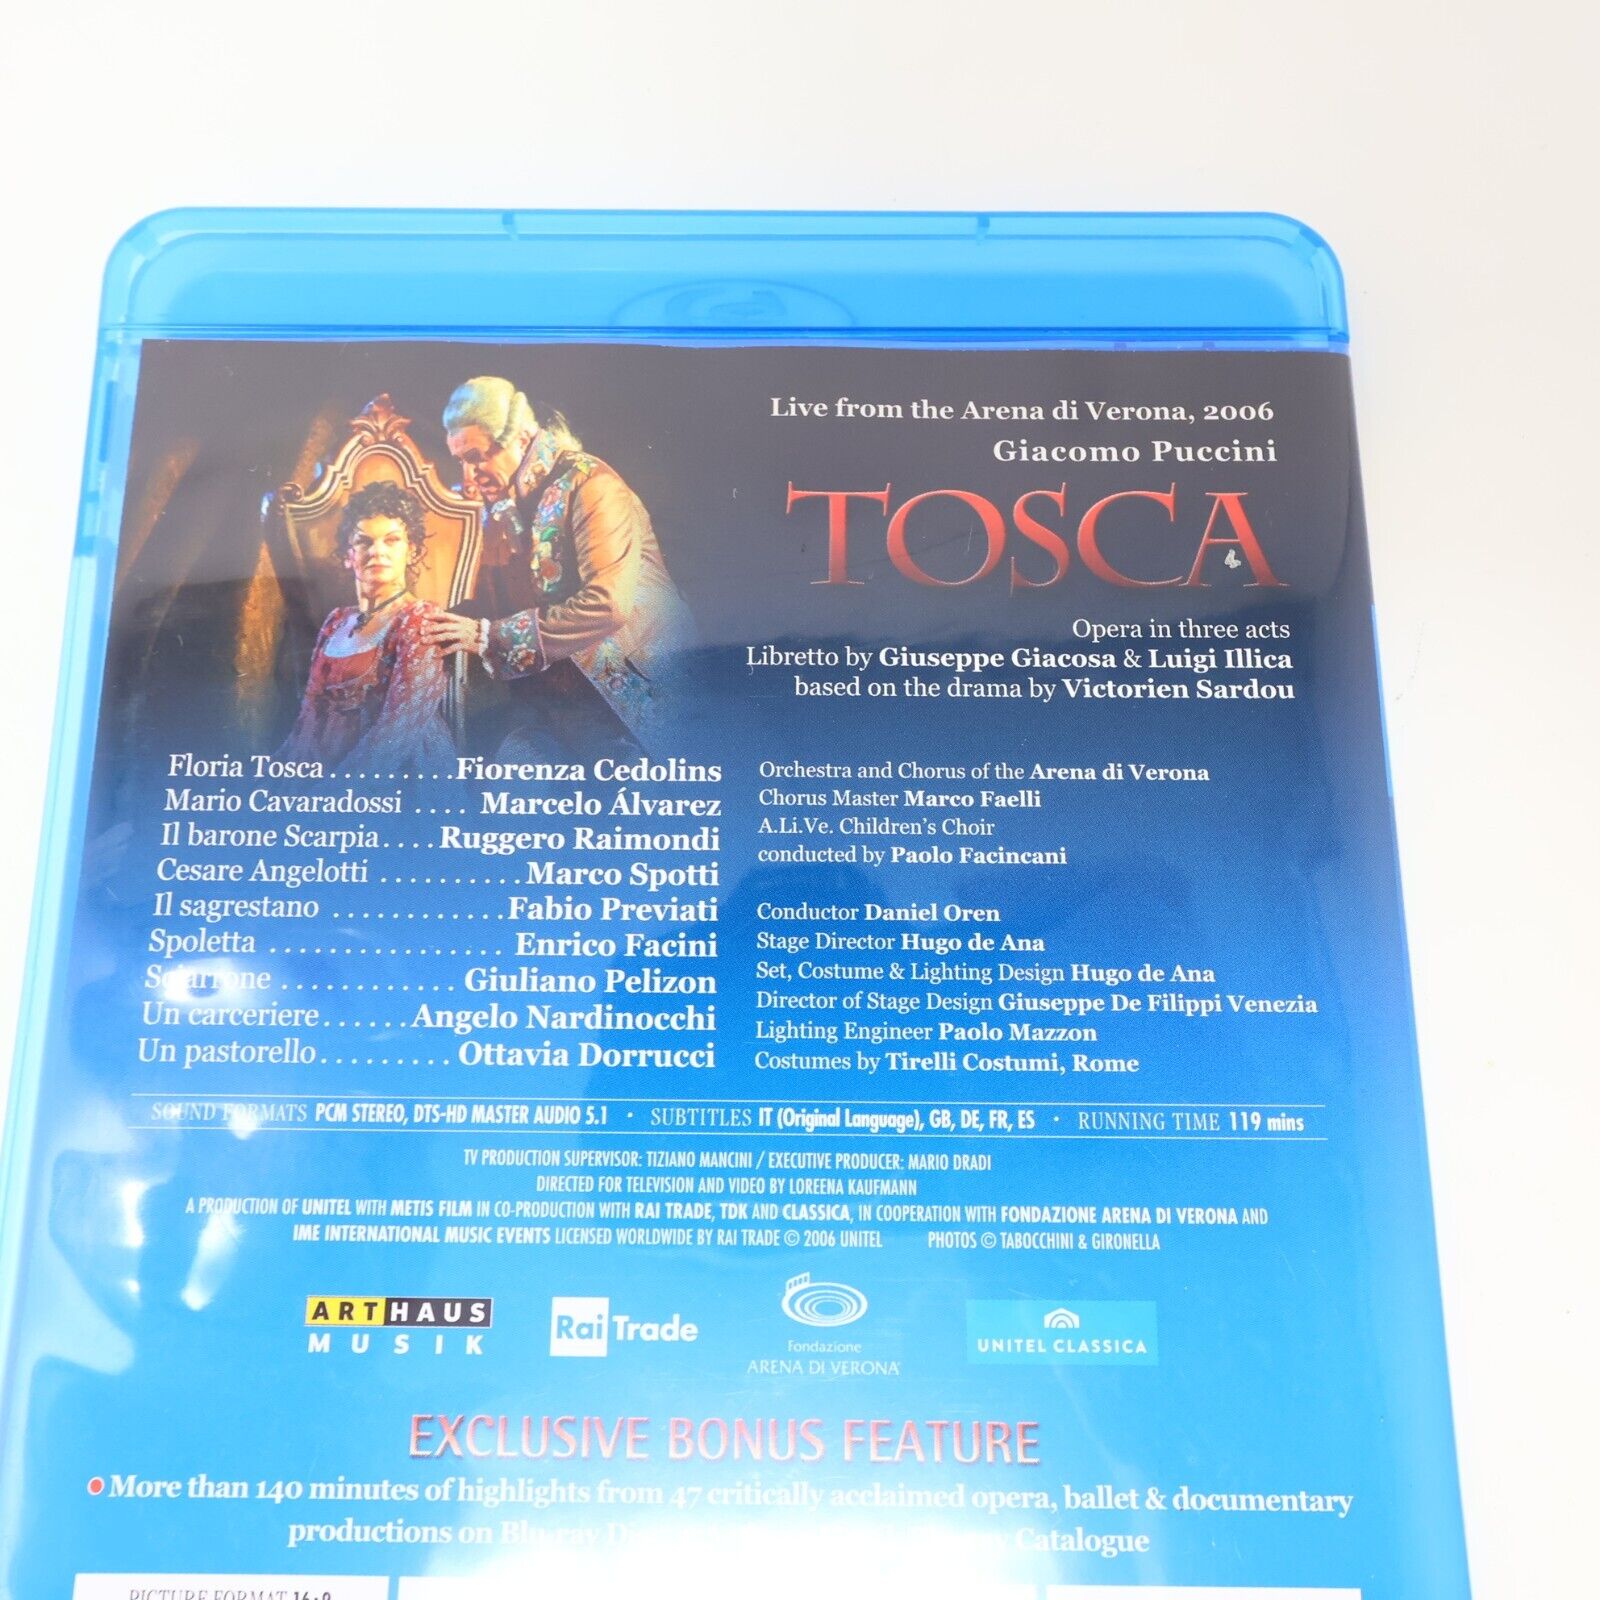 Live from the Arena di Verona, 2006
Giacomo Puccini
TOSCA
Opera in three acts
Libretto by Giuseppe Giacosa & Luigi Illica
based on the drama by Victorien Sardou
Floria Tosca.........Fiorenza Cedolins
Mario Cavaradossi .... Marcelo Álvarez
Il barone Scarpia....Ruggero Raimondi
Cesare Angelotti ..........Marco Spotti
Il sagrestano ............Fabio Previati
Spoletta ................ Enrico Facini
Sciarrone ............ Giuliano Pelizon
Un carceriere......Angelo Nardinocchi
Un pastorello......... Ottavia Dorrucci
Orchestra and Chorus of the Arena di Verona
Chorus Master Marco Faelli
A.Li.Ve. Children's Choir
conducted by Paolo Facincani
Conductor Daniel Oren
Stage Director Hugo de Ana
Set, Costume & Lighting Design Hugo de Ana
Director of Stage Design Giuseppe De Filippi Venezia
Lighting Engineer Paolo Mazzon
Costumes by Tirelli Costumi, Rome
SOUND FORMATS PCM STEREO, DTS-HD MASTER AUDIO 5.1 · SUBTITLES IT (Original Language), GB, DE, FR, ES · RUNNING TIME 119 mins
TV PRODUCTION SUPERVISOR: TIZIANO MANCINI / EXECUTIVE PRODUCER: MARIO DRADI
DIRECTED FOR TELEVISION AND VIDEO BY LOREENA KAUFMANN
A PRODUCTION OF UNITEL WITH METIS FILM IN CO-PRODUCTION WITH RAI TRADE, TDK AND CLASSICA, IN COOPERATION WITH FONDAZIONE ARENA DI VERONA AND
IME INTERNATIONAL MUSIC EVENTS LICENSED WORLDWIDE BY RAI TRADE © 2006 UNITEL PHOTOS © TABOCCHINI & GIRONELLA
ARTHAUS
MUSIK
Rai Trade
Fondazione
ARENA DI VERONA
UNITEL CLASSICA
EXCLUSIVE BONUS FEATURE
• More than 140 minutes of highlights from 47 critically acclaimed opera, ballet & documentary
productions on Blu-ray Catalogue
PICTURE FORMAT 16:9